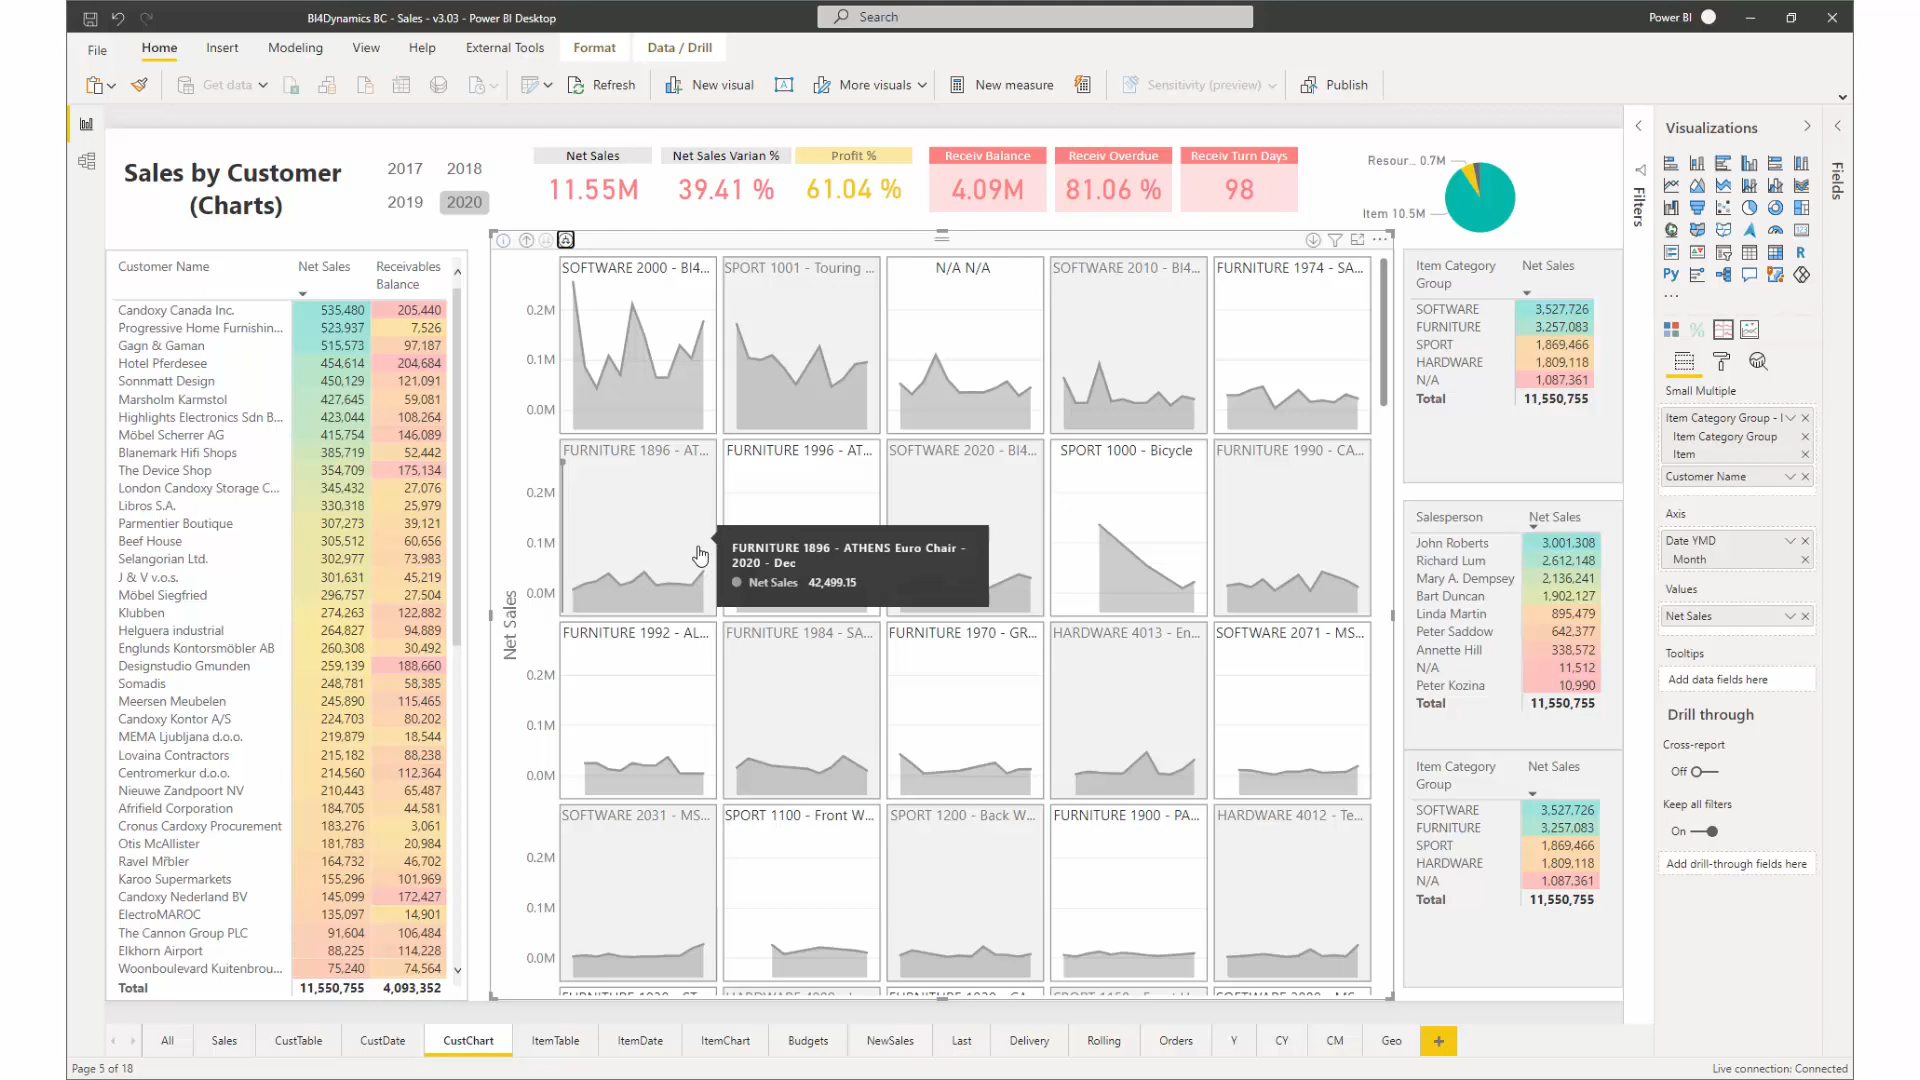 BI4Dynamics BC - Sales - v3.03 - Power BI Desktop
Search
Power BI
File
Home
Insert
Modeling
View
Help
External Tools
Format
Data / Drill
Get data
Refresh
New visual
More visuals
New measure
Sensitivity (preview)
Publish
Sales by Customer
(Charts)
2017
2018
2019
2020
Net Sales
11.55M
Net Sales Varian %
39.41 %
Profit %
61.04 %
Receiv Balance
4.09M
Receiv Overdue
81.06 %
Receiv Turn Days
98
Resour... 0.7M
Item 10.5M
Customer Name Net Sales Receivables
Balance
Candoxy Canada Inc. 535,480 205,440
Progressive Home Furnishin... 523,937 7,526
Gagn & Gaman 515,573 97,187
Hotel Pferdesee 454,614 204,684
Sonnmatt Design 450,129 121,091
Marsholm Karmstol 427,645 59,081
Highlights Electronics Sdn B... 423,044 108,264
Möbel Scherrer AG 415,754 146,089
Blanemark Hifi Shops 385,719 52,442
The Device Shop 354,709 175,134
London Candoxy Storage C... 345,432 27,076
Libros S.A. 330,318 25,979
Parmentier Boutique 307,273 39,121
Beef House 305,512 60,656
Selangorian Ltd. 302,977 73,983
J & V v.o.s. 301,631 45,219
Möbel Siegfried 296,757 27,504
Klubben 274,263 122,882
Helguera industrial 264,827 94,889
Englunds Kontorsmöbler AB 260,308 30,492
Designstudio Gmunden 259,139 188,660
Somadis 248,781 58,385
Meersen Meubelen 245,890 115,465
Candoxy Kontor A/S 224,703 80,202
MEMA Ljubljana d.o.o. 219,879 18,544
Lovaina Contractors 215,182 88,238
Centromerkur d.o.o. 214,560 112,364
Nieuwe Zandpoort NV 210,443 65,487
Afrifield Corporation 184,705 44,581
Cronus Cardoxy Procurement 183,276 3,061
Otis McAllister 181,783 20,984
Ravel Mřbler 164,732 46,702
Karoo Supermarkets 155,296 101,969
Candoxy Nederland BV 145,099 172,427
ElectroMAROC 135,097 14,901
The Cannon Group PLC 91,604 106,484
Elkhorn Airport 88,225 114,228
Woonboulevard Kuitenbrou... 75,240 74,564
Total 11,550,755 4,093,352
Net Sales
SOFTWARE 2000 - BI4...
SPORT 1001 - Touring ...
N/A N/A
SOFTWARE 2010 - BI4...
FURNITURE 1974 - SA...
0.2M
0.1M
0.0M
FURNITURE 1896 - AT...
FURNITURE 1996 - AT...
SOFTWARE 2020 - BI4...
SPORT 1000 - Bicycle
FURNITURE 1990 - CA...
0.2M
0.1M
0.0M
FURNITURE 1896 - ATHENS Euro Chair -
2020 - Dec
Net Sales 42,499.15
FURNITURE 1992 - AL...
FURNITURE 1984 - SA...
FURNITURE 1970 - GR...
HARDWARE 4013 - En...
SOFTWARE 2071 - MS...
0.2M
0.1M
0.0M
SOFTWARE 2031 - MS...
SPORT 1100 - Front W...
SPORT 1200 - Back W...
FURNITURE 1900 - PA...
HARDWARE 4012 - Te...
0.2M
0.1M
0.0M
Item Category
Group Net Sales
SOFTWARE 3,527,726
FURNITURE 3,257,083
SPORT 1,869,466
HARDWARE 1,809,118
N/A 1,087,361
Total 11,550,755
Salesperson Net Sales
John Roberts 3,001,308
Richard Lum 2,612,148
Mary A. Dempsey 2,136,241
Bart Duncan 1,902,127
Linda Martin 895,479
Peter Saddow 642,377
Annette Hill 338,572
N/A 11,512
Peter Kozina 10,990
Total 11,550,755
Item Category
Group Net Sales
SOFTWARE 3,527,726
FURNITURE 3,257,083
SPORT 1,869,466
HARDWARE 1,809,118
N/A 1,087,361
Total 11,550,755
Filters
Visualizations
Fields
R
Py
Small Multiple
Item Category Group - I
Item Category Group
Item
Customer Name
Axis
Date YMD
Month
Values
Net Sales
Tooltips
Add data fields here
Drill through
Cross-report
Off
Keep all filters
On
Add drill-through fields here
All
Sales
CustTable
CustDate
CustChart
ItemTable
ItemDate
ItemChart
Budgets
NewSales
Last
Delivery
Rolling
Orders
Y
CY
CM
Geo
Page 5 of 18
Live connection: Connected